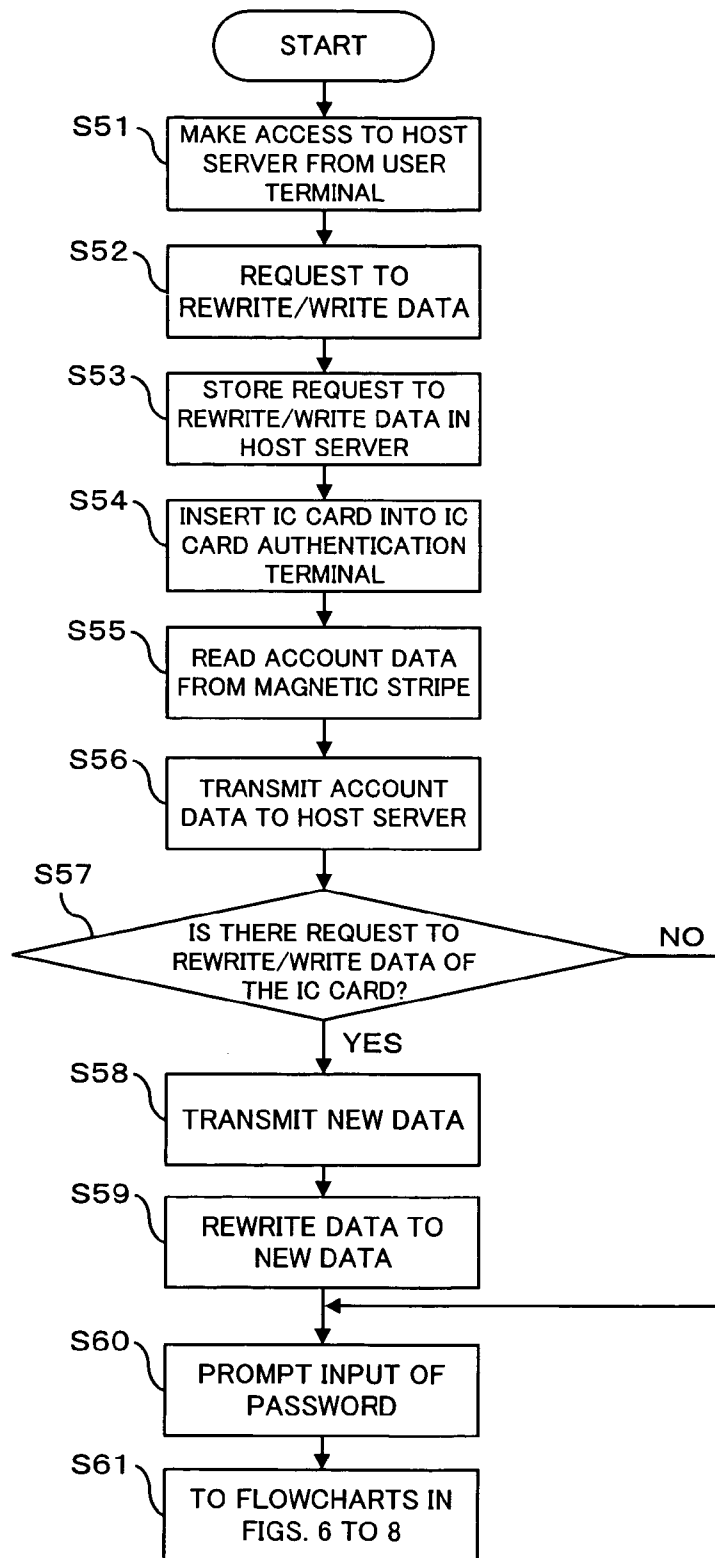 START
S51
MAKE ACCESS TO HOST
SERVER FROM USER
TERMINAL
S52
REQUEST TO
REWRITE/WRITE DATA
S53
STORE REQUEST TO
REWRITE/WRITE DATA IN
HOST SERVER
S54
INSERT IC CARD INTO IC
CARD AUTHENTICATION
TERMINAL
S55
READ ACCOUNT DATA
FROM MAGNETIC STRIPE
S56
TRANSMIT ACCOUNT
DATA TO HOST SERVER
S57
IS THERE REQUEST TO
REWRITE/WRITE DATA OF
THE IC CARD?
NO
YES
S58
TRANSMIT NEW DATA
S59
REWRITE DATA TO
NEW DATA
S60
PROMPT INPUT OF
PASSWORD
S61
TO FLOWCHARTS IN
FIGS. 6 TO 8